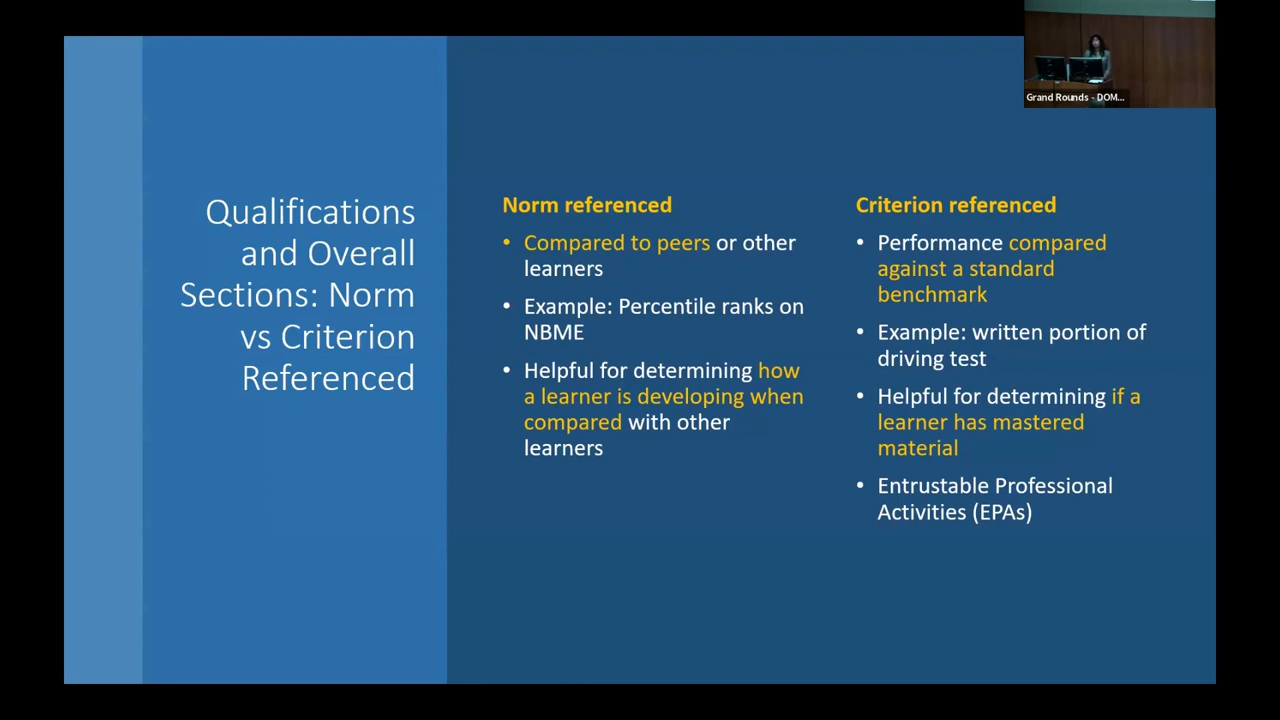 Grand Rounds - DOM...
Qualifications
and Overall
Sections: Norm
vs Criterion
Referenced
Norm referenced
• Compared to peers or other
learners
• Example: Percentile ranks on
NBME
• Helpful for determining how
a learner is developing when
compared with other
learners
Criterion referenced
• Performance compared
against a standard
benchmark
• Example: written portion of
driving test
• Helpful for determining if a
learner has mastered
material
• Entrustable Professional
Activities (EPAs)